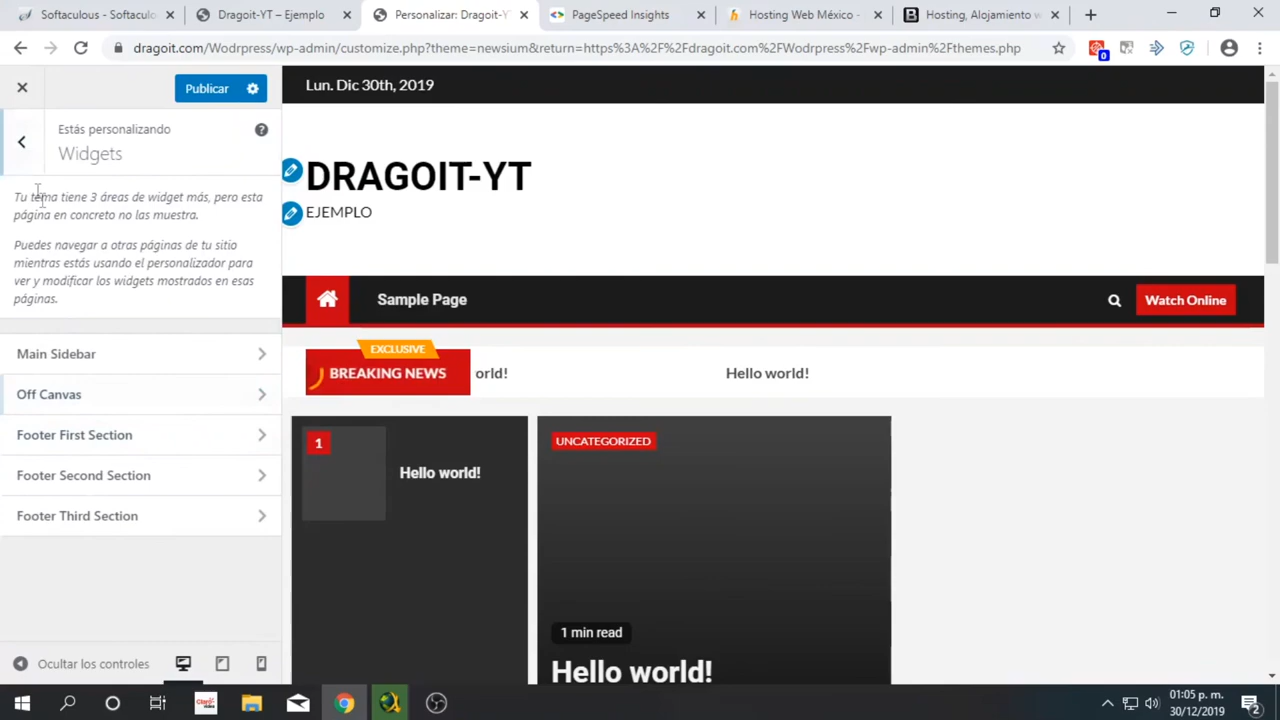 Softaculous - Softaculo
Dragoit-YT – Ejemplo
Personalizar: Dragoit-Y
PageSpeed Insights
Hosting Web México -
Hosting, Alojamiento w
dragoit.com/Wodrpress/wp-admin/customize.php?theme=newsium&return=https%3A%2F%2Fdragoit.com%2FWodrpress%2Fwp-admin%2Fthemes.php
0
Publicar
Estás personalizando
Widgets
Tu tema tiene 3 áreas de widget más, pero esta
página en concreto no las muestra.
Puedes navegar a otras páginas de tu sitio
mientras estás usando el personalizador para
ver y modificar los widgets mostrados en esas
páginas.
Main Sidebar
Off Canvas
Footer First Section
Footer Second Section
Footer Third Section
Ocultar los controles
Lun. Dic 30th, 2019
DRAGOIT-YT
EJEMPLO
Sample Page
Watch Online
EXCLUSIVE
BREAKING NEWS
orld!
Hello world!
1
Hello world!
UNCATEGORIZED
1 min read
Hello world!
Claro
video
01:05 p. m.
30/12/2019
2